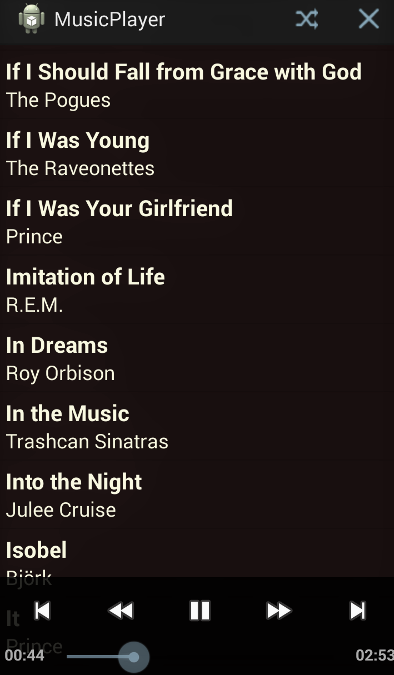 MusicPlayer
If I Should Fall from Grace with God
The Pogues
If I Was Young
The Raveonettes
If I Was Your Girlfriend
Prince
Imitation of Life
R.E.M.
In Dreams
Roy Orbison
In the Music
Trashcan Sinatras
Into the Night
Julee Cruise
Isobel
Björk
It
Prince
00:44 02:53